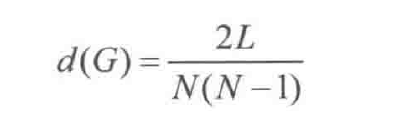 d(G) = 2L / N(N – 1)